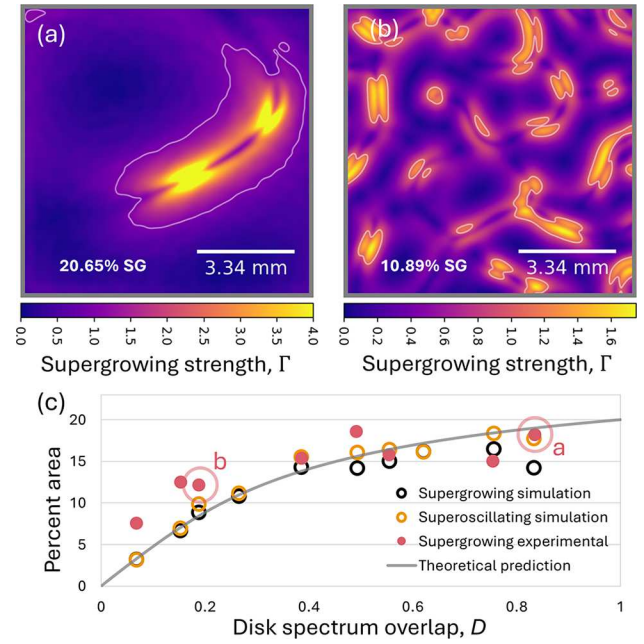 (a)
20.65% SG
3.34 mm
0.0 0.5 1.0 1.5 2.0 2.5 3.0 3.5 4.0
Supergrowing strength, Γ
(b)
10.89% SG
3.34 mm
0.0 0.2 0.4 0.6 0.8 1.0 1.2 1.4 1.6
Supergrowing strength, Γ
(c)
Percent area
20
15
10
5
0
b
a
Supergrowing simulation
Superoscillating simulation
Supergrowing experimental
Theoretical prediction
0 0.2 0.4 0.6 0.8 1
Disk spectrum overlap, D